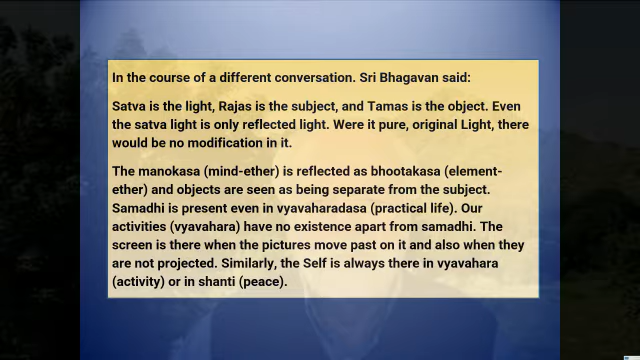 In the course of a different conversation. Sri Bhagavan said:
Satva is the light, Rajas is the subject, and Tamas is the object. Even
the satva light is only reflected light. Were it pure, original Light, there
would be no modification in it.
The manokasa (mind-ether) is reflected as bhootakasa (element-
ether) and objects are seen as being separate from the subject.
Samadhi is present even in vyavaharadasa (practical life). Our
activities (vyavahara) have no existence apart from samadhi. The
screen is there when the pictures move past on it and also when they
are not projected. Similarly, the Self is always there in vyavahara
(activity) or in shanti (peace).